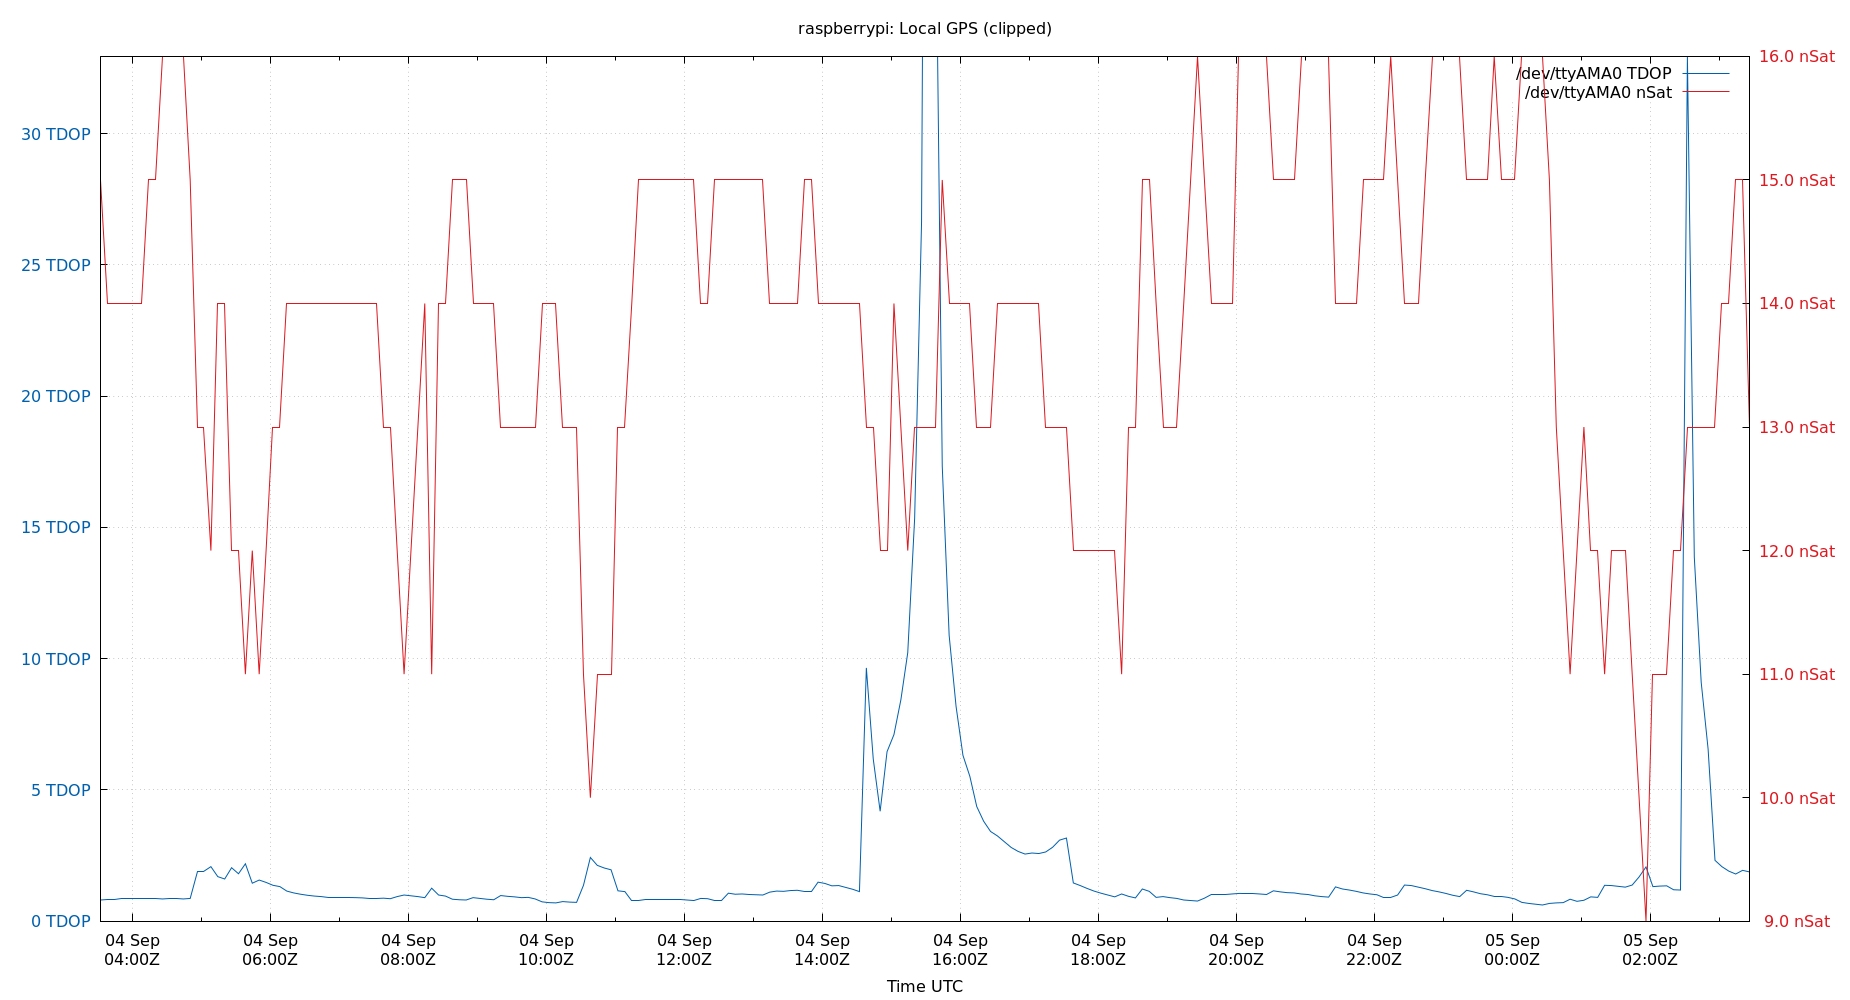 raspberrypi: Local GPS (clipped)
/dev/ttyAMA0 TDOP
/dev/ttyAMA0 nSat
30 TDOP
25 TDOP
20 TDOP
15 TDOP
10 TDOP
5 TDOP
0 TDOP
16.0 nSat
15.0 nSat
14.0 nSat
13.0 nSat
12.0 nSat
11.0 nSat
10.0 nSat
9.0 nSat
04 Sep 04 Sep 04 Sep 04 Sep 04 Sep 04 Sep 04 Sep 04 Sep 04 Sep 04 Sep 05 Sep 05 Sep
04:00Z 06:00Z 08:00Z 10:00Z 12:00Z 14:00Z 16:00Z 18:00Z 20:00Z 22:00Z 00:00Z 02:00Z
Time UTC